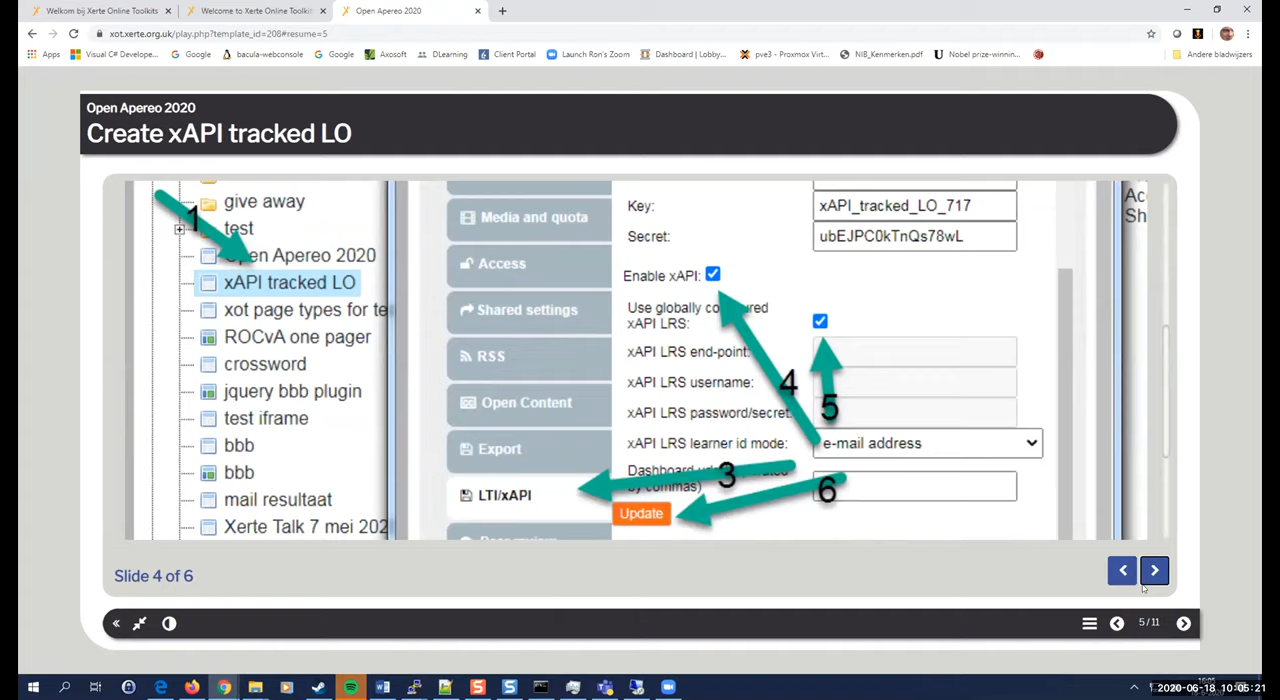 Welkom bij Xerte Online Toolkits
Welcome to Xerte Online Toolkit
Open Apereo 2020
xot.xerte.org.uk/play.php?template_id=208#resume=5
Apps
Visual C# Develope...
Google
bacula-webconsole
Google
Axosoft
DLearning
Client Portal
Launch Ron's Zoom
Dashboard | Lobby...
pve3 - Proxmox Virt...
NIB_Kenmerken.pdf
Nobel prize-winnin...
Andere bladwijzers
Open Apereo 2020
Create xAPI tracked LO
1
give away
test
Open Apereo 2020
xAPI tracked LO
xot page types for te
ROCvA one pager
crossword
jquery bbb plugin
test iframe
bbb
bbb
mail resultaat
Xerte Talk 7 mei 202
Media and quota
Access
Shared settings
RSS
Open Content
Export
LTI/xAPI
Key:
xAPI_tracked_LO_717
Secret:
ubEJPC0kTnQs78wL
Enable xAPI:
Use globally
xAPI LRS:
xAPI LRS end-point:
xAPI LRS username:
xAPI LRS password/secret:
xAPI LRS learner id mode:
e-mail address
Dashboard
by commas)
Update
3
4
5
6
Ac
Sh
Slide 4 of 6
5 / 11
2020-06-18 10:05:21